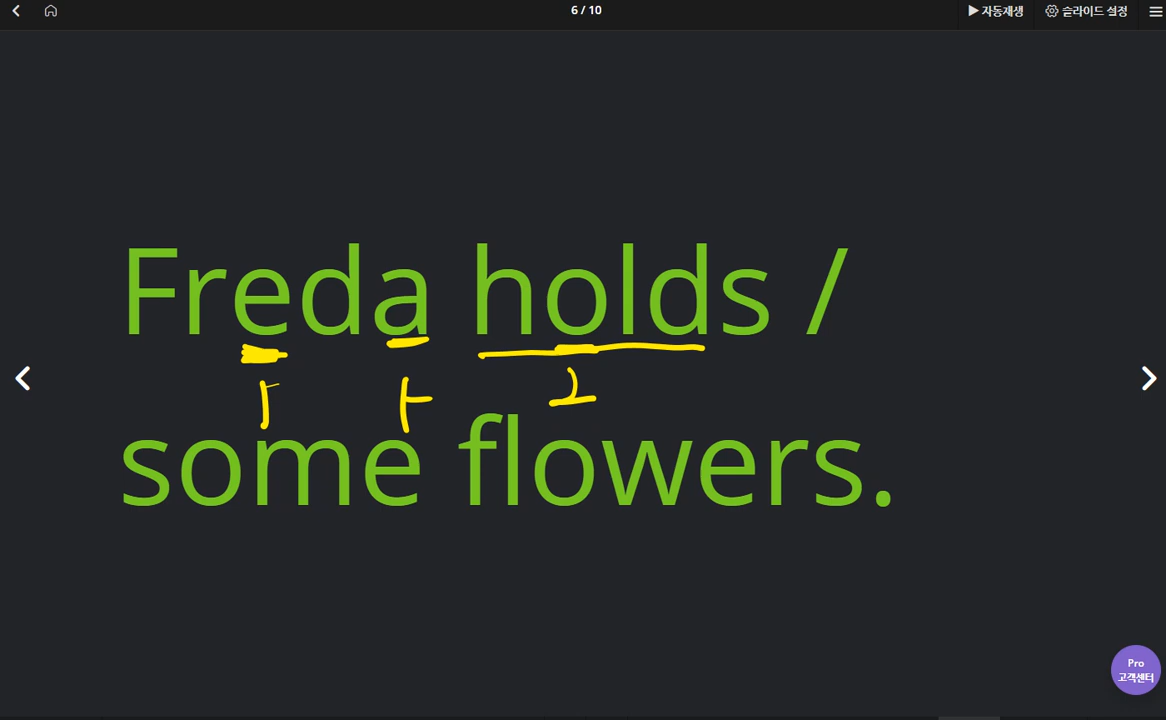 6 / 10
▶ 자동재생
슬라이드 설정
Freda holds /
some flowers.
Pro
고객센터